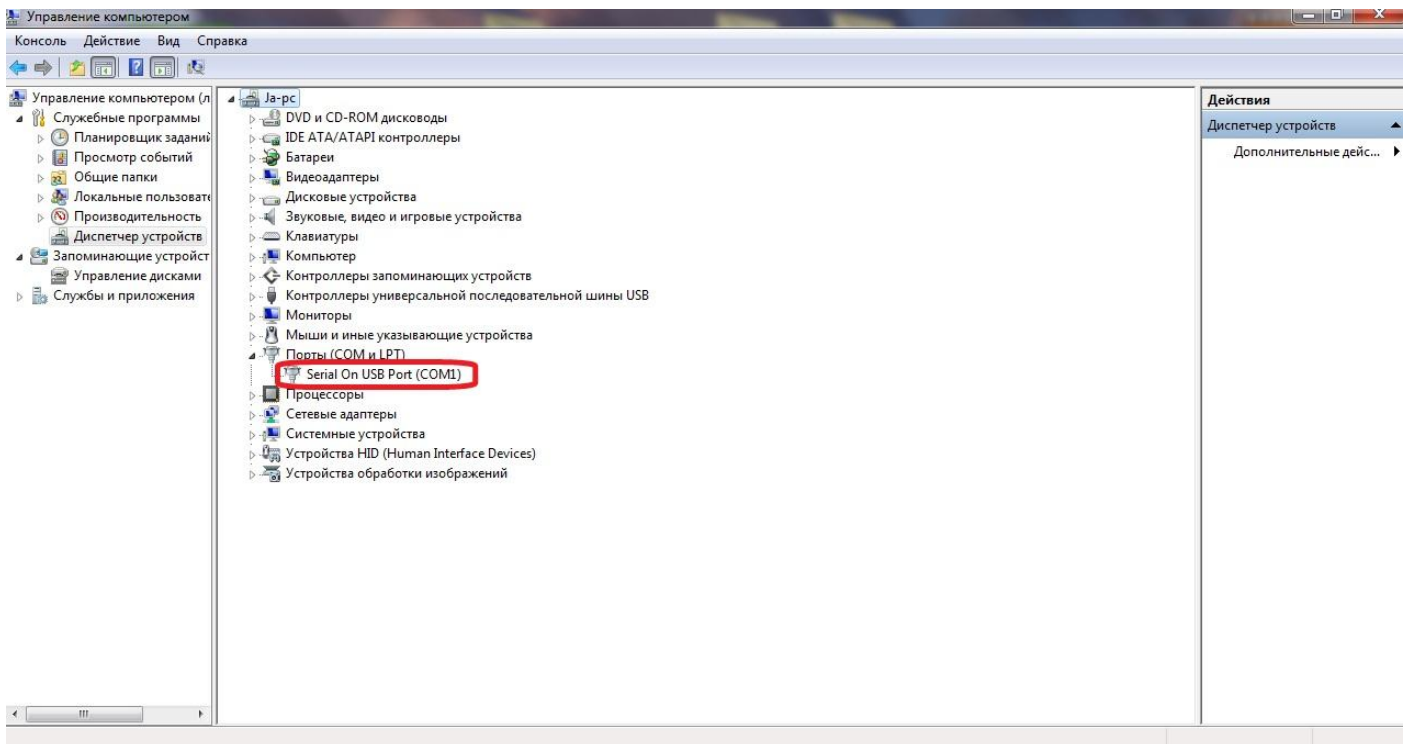 Управление компьютером
Консоль Действие Вид Справка
Управление компьютером (л
Служебные программы
Планировщик заданий
Просмотр событий
Общие папки
Локальные пользовате
Производительность
Диспетчер устройств
Запоминающие устройст
Управление дисками
Службы и приложения
Ja-pc
DVD и CD-ROM дисководы
IDE ATA/ATAPI контроллеры
Батареи
Видеоадаптеры
Дисковые устройства
Звуковые, видео и игровые устройства
Клавиатуры
Компьютер
Контроллеры запоминающих устройств
Контроллеры универсальной последовательной шины USB
Мониторы
Мыши и иные указывающие устройства
Порты (COM и LPT)
Serial On USB Port (COM1)
Процессоры
Сетевые адаптеры
Системные устройства
Устройства HID (Human Interface Devices)
Устройства обработки изображений
Действия
Диспетчер устройств
Дополнительные дейс...